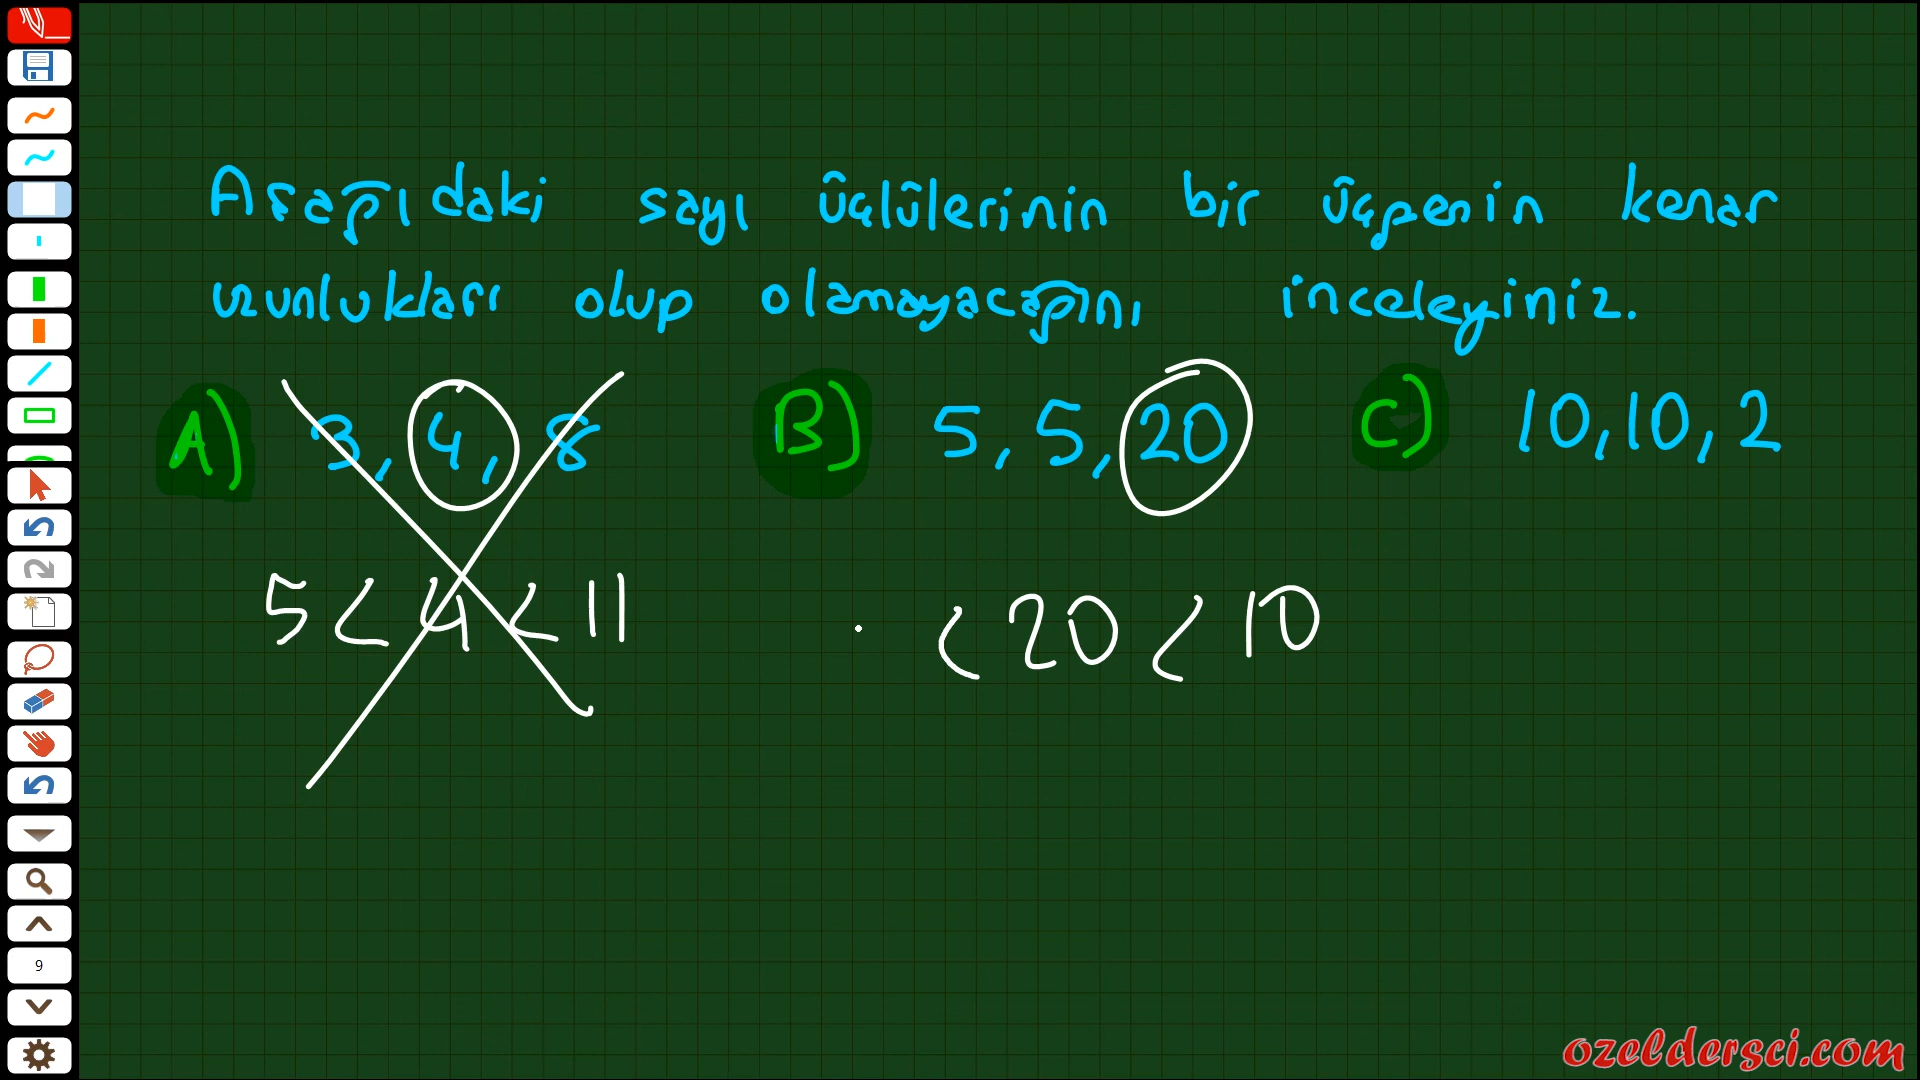 Aşağıdaki sayı üçlülerinin bir üçgenin kenar
uzunlukları olup olamayacağını inceleyiniz.
A) 3, 4, 8
B) 5, 5, 20
C) 10, 10, 2
5 < 4 < 11
< 20 < 10
9
ozeldersci.com